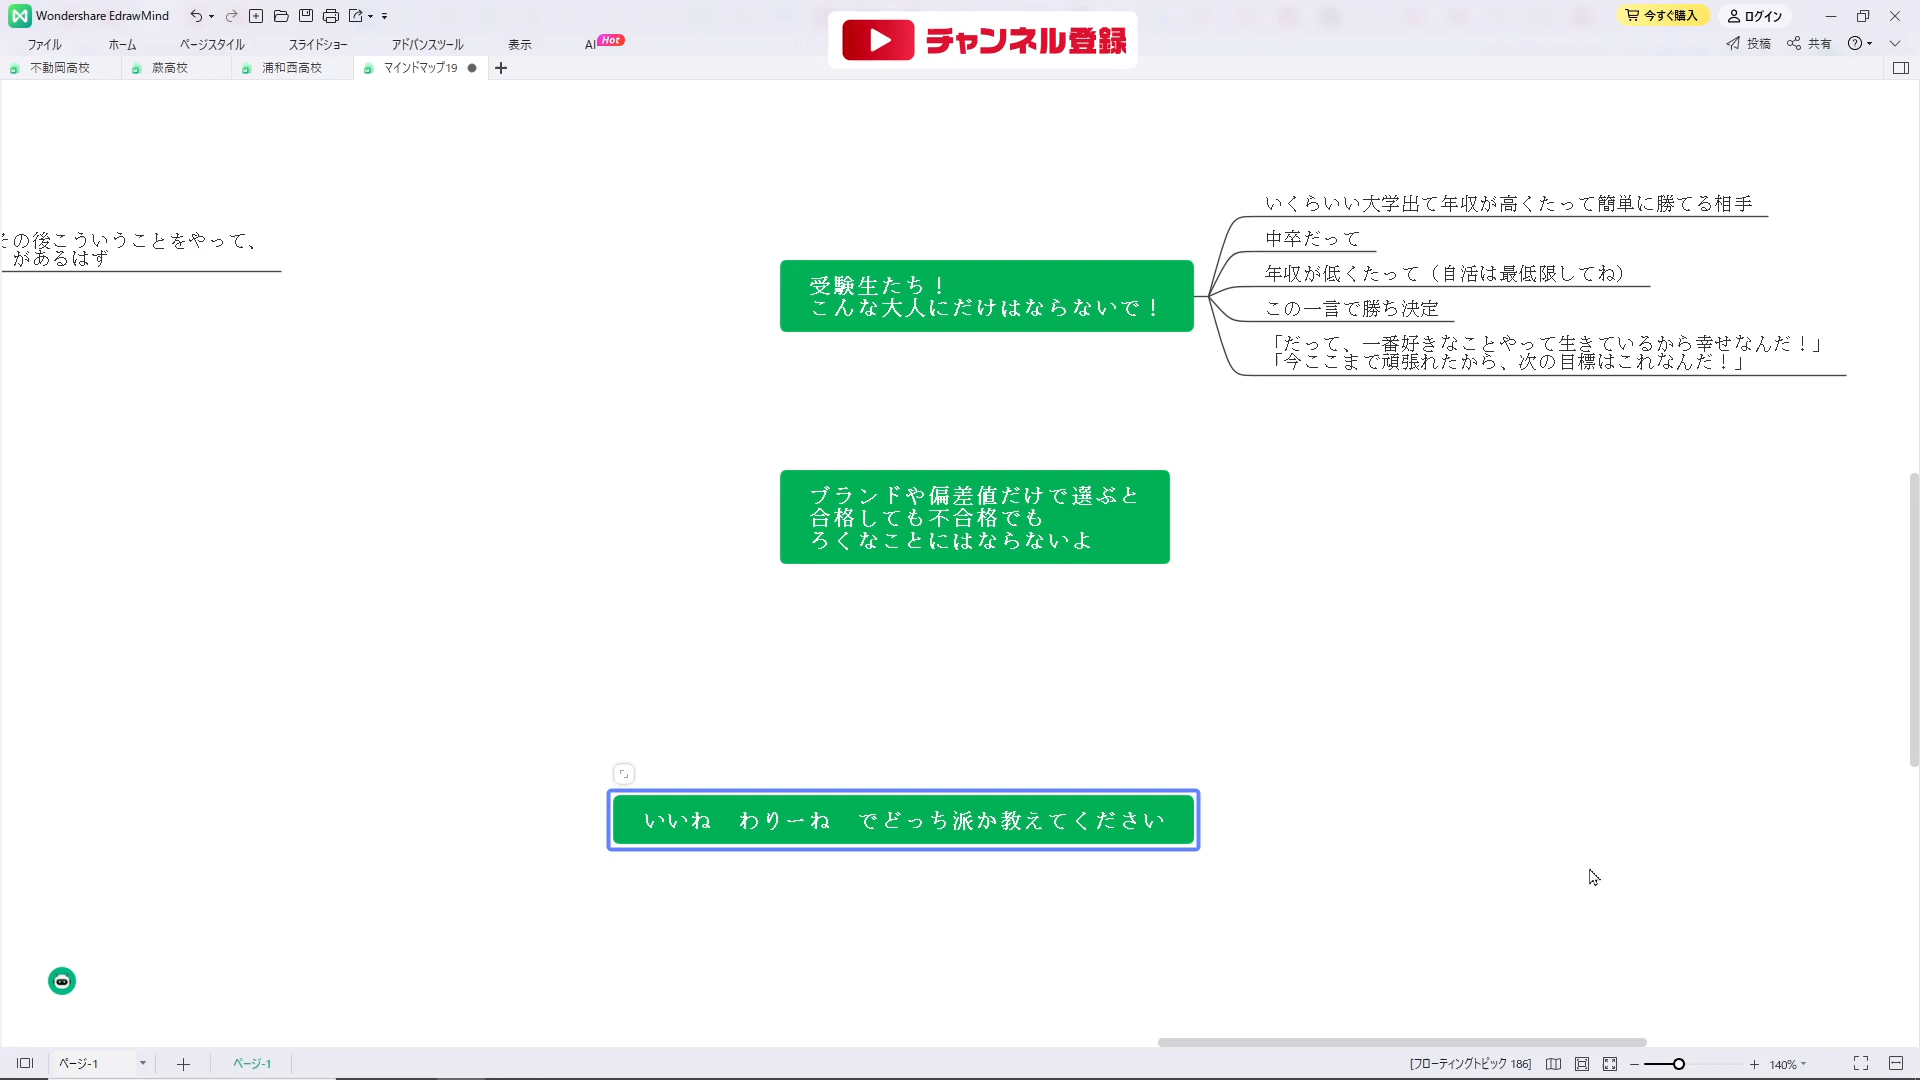 Wondershare EdrawMind
今すぐ購入
ログイン
チャンネル登録
ファイル
ホーム
ページスタイル
スライドショー
アドバンスツール
表示
AI
Hot
投稿
共有
不動岡高校
蕨高校
浦和西高校
マインドマップ19
その後こういうことをやって、
があるはず
受験生たち！
こんな大人にだけはならないで！
いくらいい大学出て年収が高くたって簡単に勝てる相手
中卒だって
年収が低くたって（自活は最低限してね）
この一言で勝ち決定
「だって、一番好きなことやって生きているから幸せなんだ！」
「今ここまで頑張れたから、次の目標はこれなんだ！」
ブランドや偏差値だけで選ぶと
合格しても不合格でも
ろくなことにはならないよ
いいね　わりーね　でどっち派か教えてください
ページ-1
ページ-1
[フローティングトピック 186]
140%